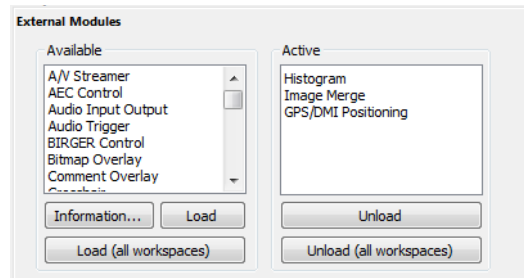 External Modules
Available
A/V Streamer
AEC Control
Audio Input Output
Audio Trigger
BIRGER Control
Bitmap Overlay
Comment Overlay
Information...
Load
Load (all workspaces)
Active
Histogram
Image Merge
GPS/DMI Positioning
Unload
Unload (all workspaces)